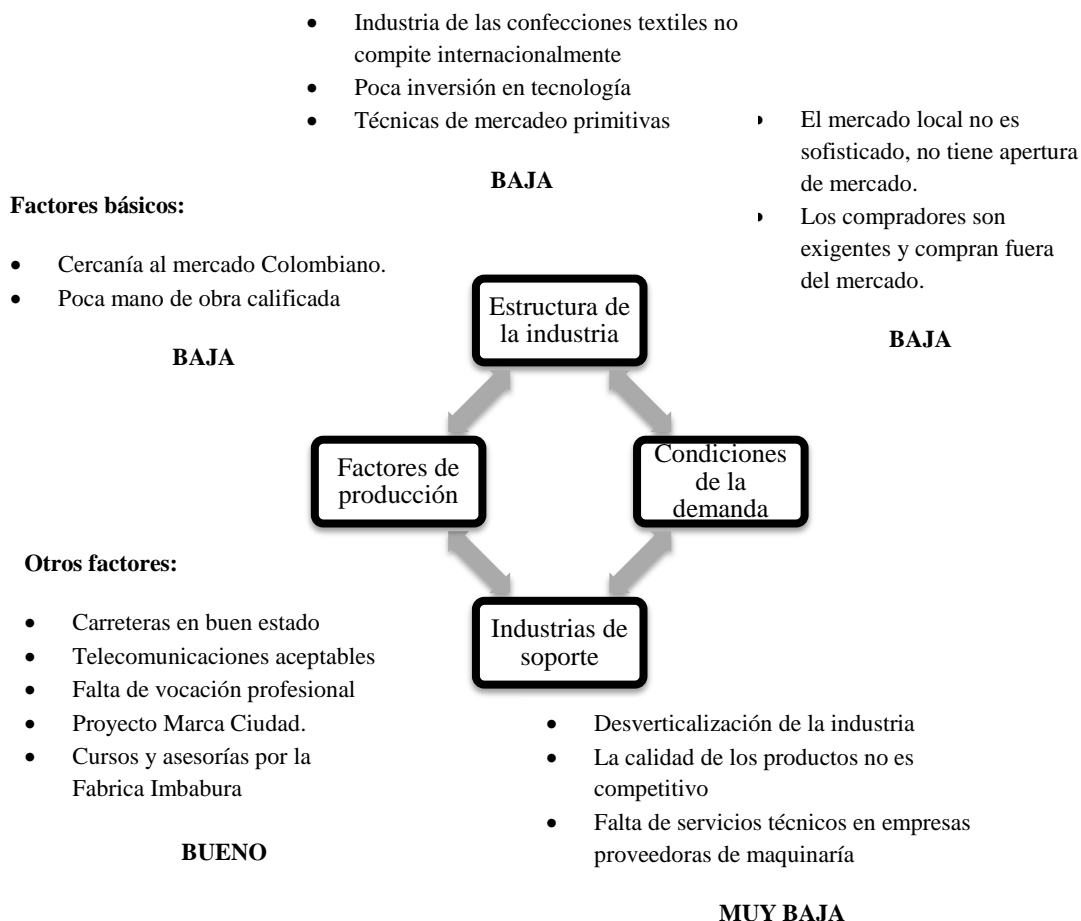 • Industria de las confecciones textiles no
compite internacionalmente
• Poca inversión en tecnología
• Técnicas de mercadeo primitivas
BAJA
• El mercado local no es
sofisticado, no tiene apertura
de mercado.
• Los compradores son
exigentes y compran fuera
del mercado.
BAJA
Factores básicos:
• Cercanía al mercado Colombiano.
• Poca mano de obra calificada
BAJA
Estructura de
la industria
Factores de
producción
Condiciones
de la
demanda
Industrias de
soporte
Otros factores:
• Carreteras en buen estado
• Telecomunicaciones aceptables
• Falta de vocación profesional
• Proyecto Marca Ciudad.
• Cursos y asesorías por la
Fabrica Imbabura
BUENO
• Desverticalización de la industria
• La calidad de los productos no es
competitivo
• Falta de servicios técnicos en empresas
proveedoras de maquinaría
MUY BAJA